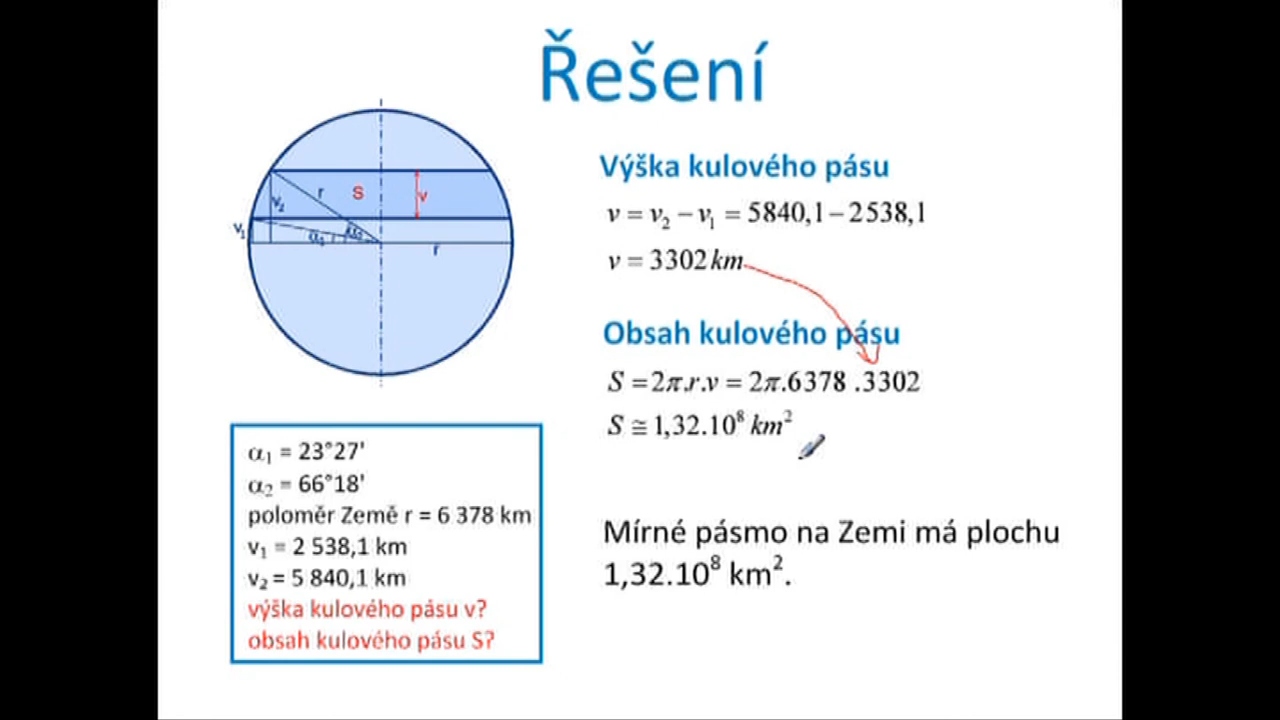 Řešení
r
S
v
v₂
v₁
α₁
r
Výška kulového pásu
v = v₂ − v₁ = 5840,1 − 2538,1
v = 3302 km
Obsah kulového pásu
S = 2π.r.v = 2π.6378 .3302
S ≅ 1,32.10⁸ km²
α₁ = 23°27'
α₂ = 66°18'
poloměr Země r = 6 378 km
v₁ = 2 538,1 km
v₂ = 5 840,1 km
výška kulového pásu v?
obsah kulového pásu S?
Mírné pásmo na Zemi má plochu
1,32.10⁸ km².